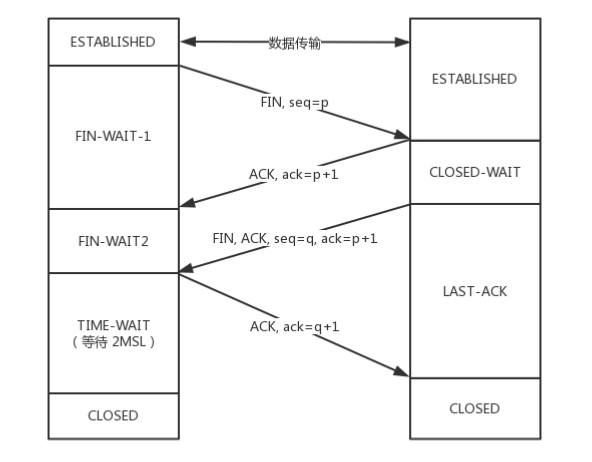 ESTABLISHED
数据传输
ESTABLISHED
FIN, seq=p
FIN-WAIT-1
ACK, ack=p+1
CLOSED-WAIT
FIN-WAIT2
FIN, ACK, seq=q, ack=p+1
LAST-ACK
TIME-WAIT
（等待 2MSL）
ACK, ack=q+1
CLOSED
CLOSED